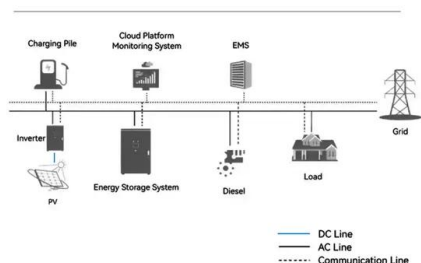 Charging Pile
Cloud Platform
Monitoring System
EMS
Grid
Inverter
PV
Energy Storage System
Diesel
Load
DC Line
AC Line
Communication Line